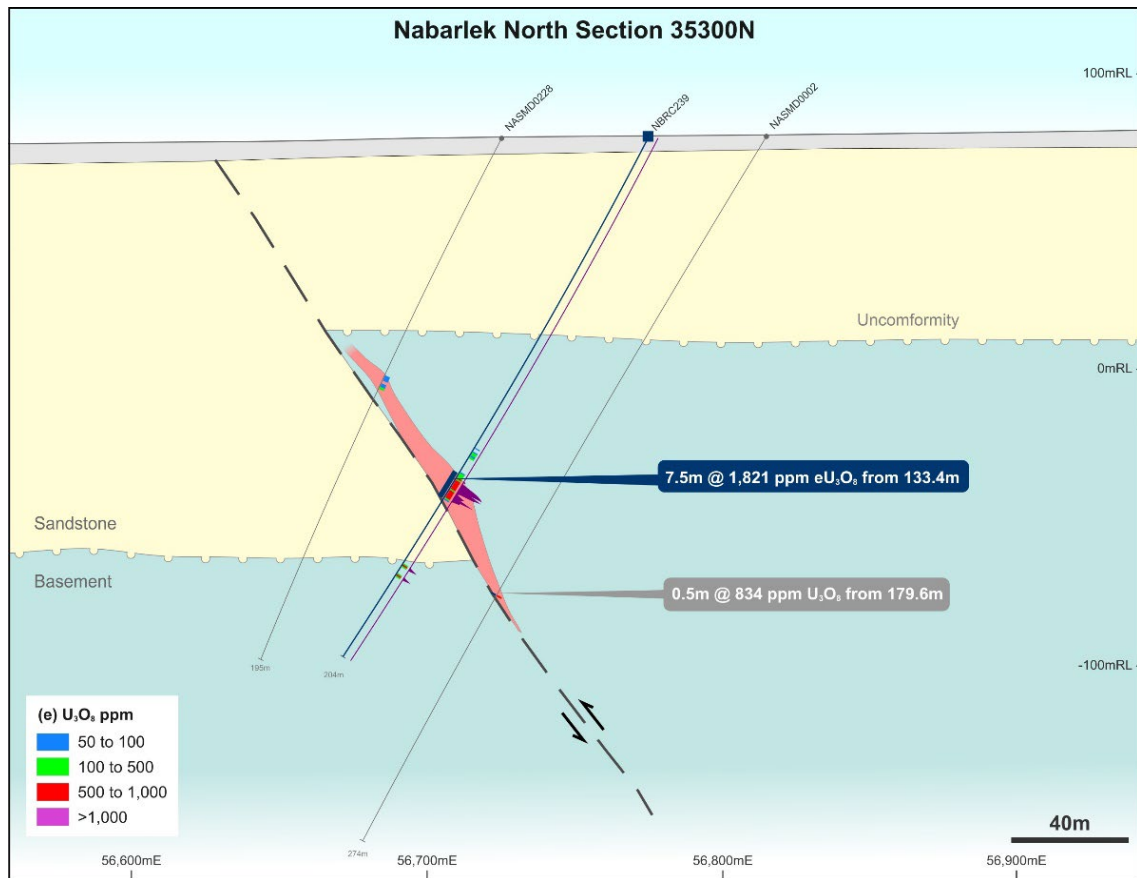 Nabarlek North Section 35300N
100mRL
NASMD0228
NBRC239
NASMD0002
Uncomformity
0mRL
7.5m @ 1,821 ppm eU₃O₈ from 133.4m
Sandstone
Basement
0.5m @ 834 ppm U₃O₈ from 179.6m
195m
204m
-100mRL
(e) U₃O₈ ppm
50 to 100
100 to 500
500 to 1,000
>1,000
40m
274m
56,600mE
56,700mE
56,800mE
56,900mE